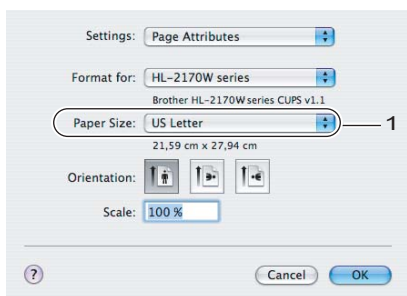 Settings: Page Attributes
Format for: HL-2170W series
Brother HL-2170W series CUPS v1.1
Paper Size: US Letter 1
21,59 cm x 27,94 cm
Orientation:
Scale: 100 %
? Cancel OK